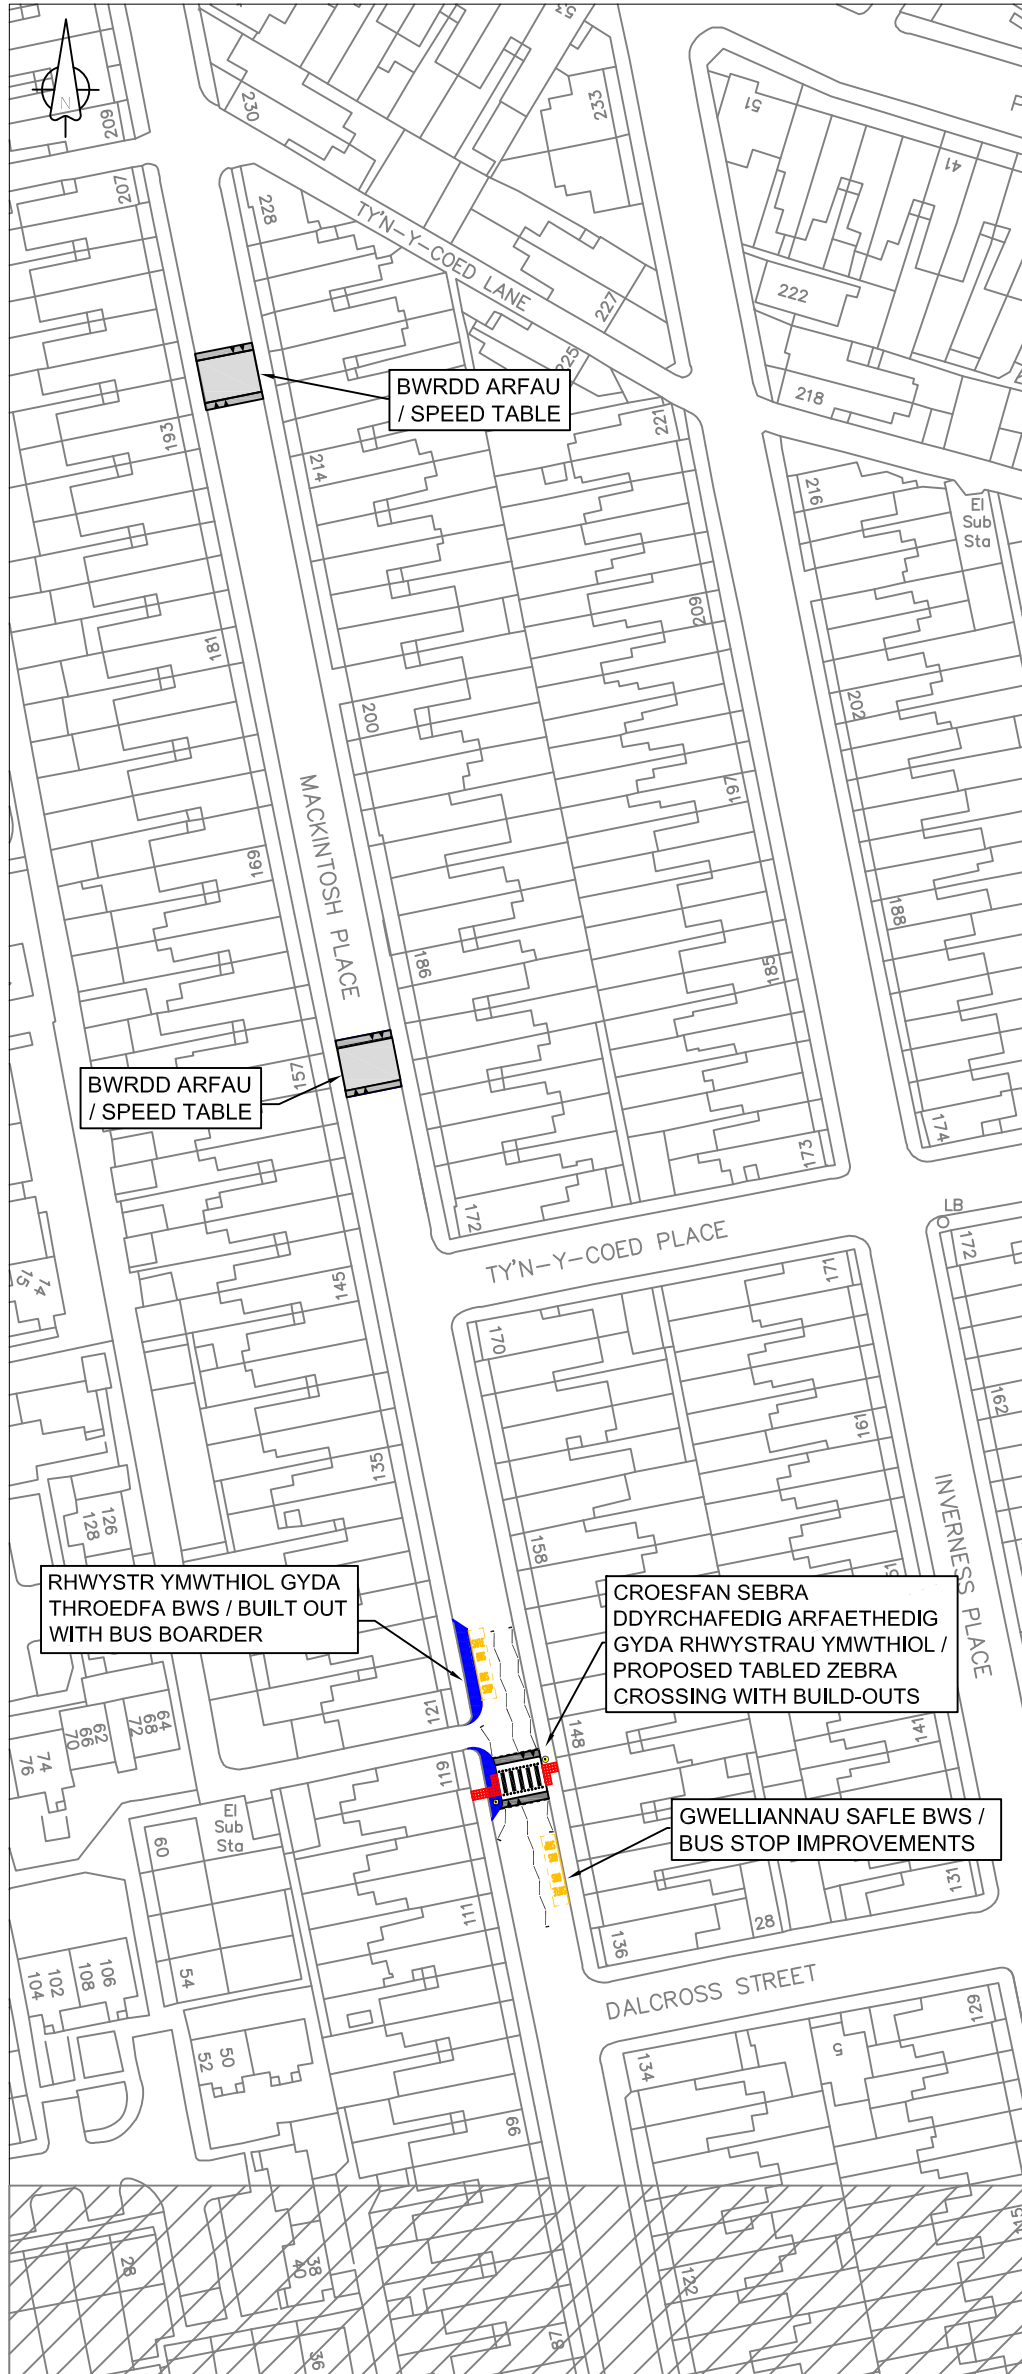 53
51
41
F
N
209
230
233
207
228
TY'N-Y-COED LANE
222
227
225
218
BWRDD ARFAU
/ SPEED TABLE
193
214
221
216
El
Sub
Sta
209
181
200
202
197
MACKINTOSH PLACE
169
188
186
185
157
BWRDD ARFAU
/ SPEED TABLE
174
173
172
LB
172
TY'N-Y-COED PLACE
171
14
15
145
170
162
161
135
INVERNESS PLACE
126
128
158
RHWYSTR YMWTHIOL GYDA
THROEDFA BWS / BUILT OUT
WITH BUS BOARDER
CROESFAN SEBRA
DDYRCHAFEDIG ARFAETHEDIG
GYDA RHWYSTRAU YMWTHIOL /
PROPOSED TABLED ZEBRA
CROSSING WITH BUILD-OUTS
121
148
141
64
68
72
62
66
70
74
76
119
El
Sub
Sta
60
GWELLIANNAU SAFLE BWS /
BUS STOP IMPROVEMENTS
131
111
28
136
54
106
108
102
104
DALCROSS STREET
129
134
5
50
52
99
28
38
40
122
36
87